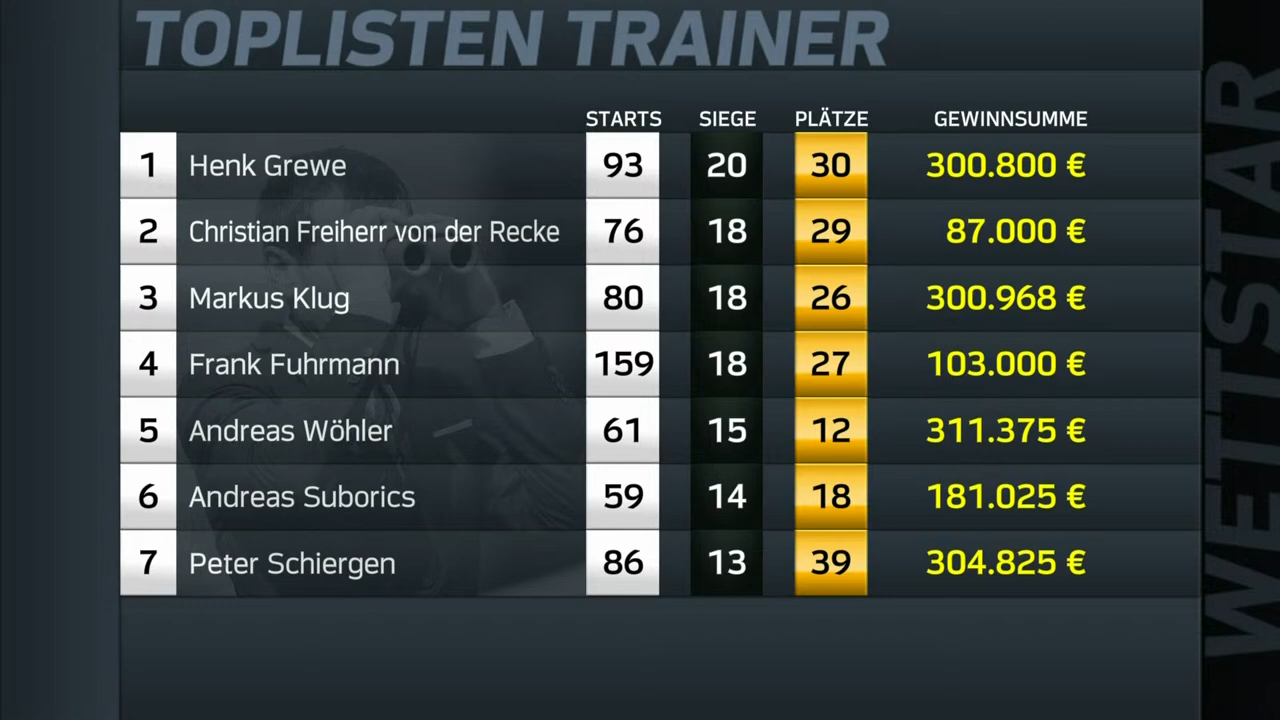 TOPLISTEN TRAINER
STARTS SIEGE PLÄTZE GEWINNSUMME
1 Henk Grewe 93 20 30 300.800 €
2 Christian Freiherr von der Recke 76 18 29 87.000 €
3 Markus Klug 80 18 26 300.968 €
4 Frank Fuhrmann 159 18 27 103.000 €
5 Andreas Wöhler 61 15 12 311.375 €
6 Andreas Suborics 59 14 18 181.025 €
7 Peter Schiergen 86 13 39 304.825 €
WETTSTAR